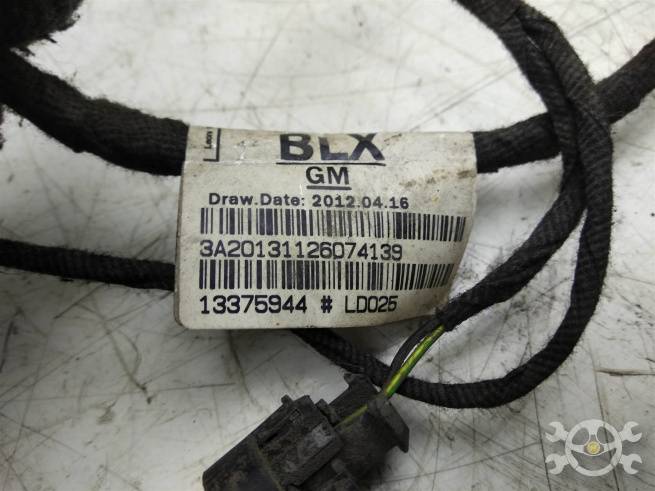 BLX
GM
Draw.Date: 2012.04.16
3A20131126074139
13375944 # LD025